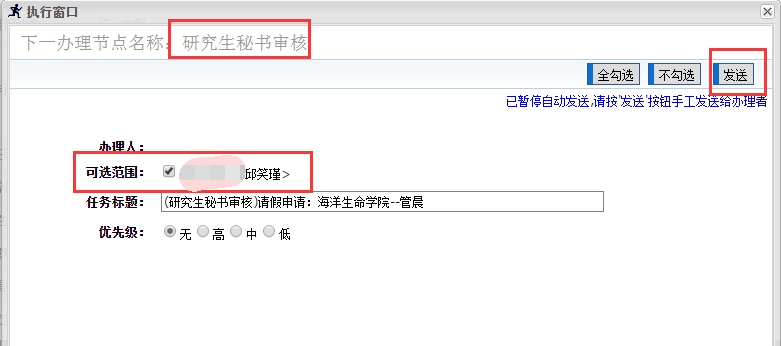 执行窗口
下一办理节点名称: 研究生秘书审核
全勾选 不勾选 发送
已暂停自动发送,请按'发送'按钮手工发送给办理者
办理人:
可选范围: 邱笑瑾>
任务标题: (研究生秘书审核)请假申请: 海洋生命学院--管晨
优先级: 无 高 中 低